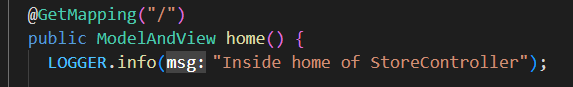 @GetMapping("/")
public ModelAndView home() {
LOGGER.info(msg: "Inside home of StoreController");